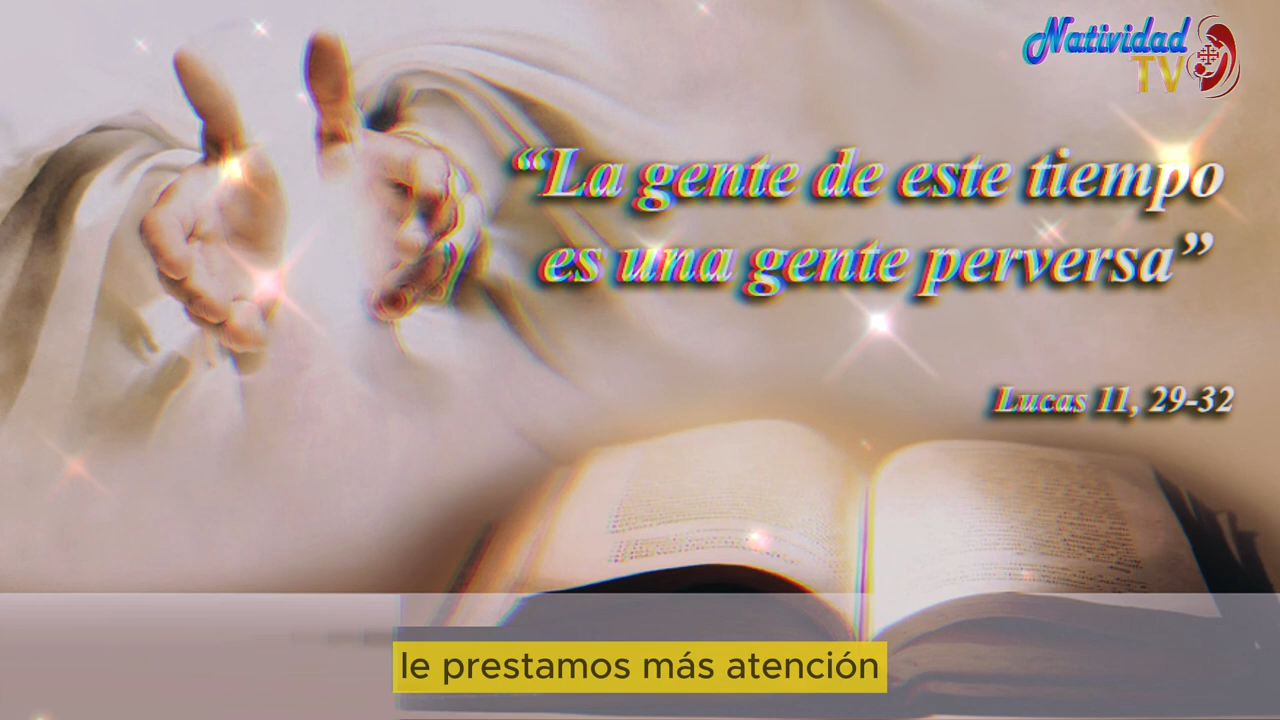 Natividad
TV
“La gente de este tiempo
es una gente perversa”
Lucas 11, 29-32
le prestamos más atención